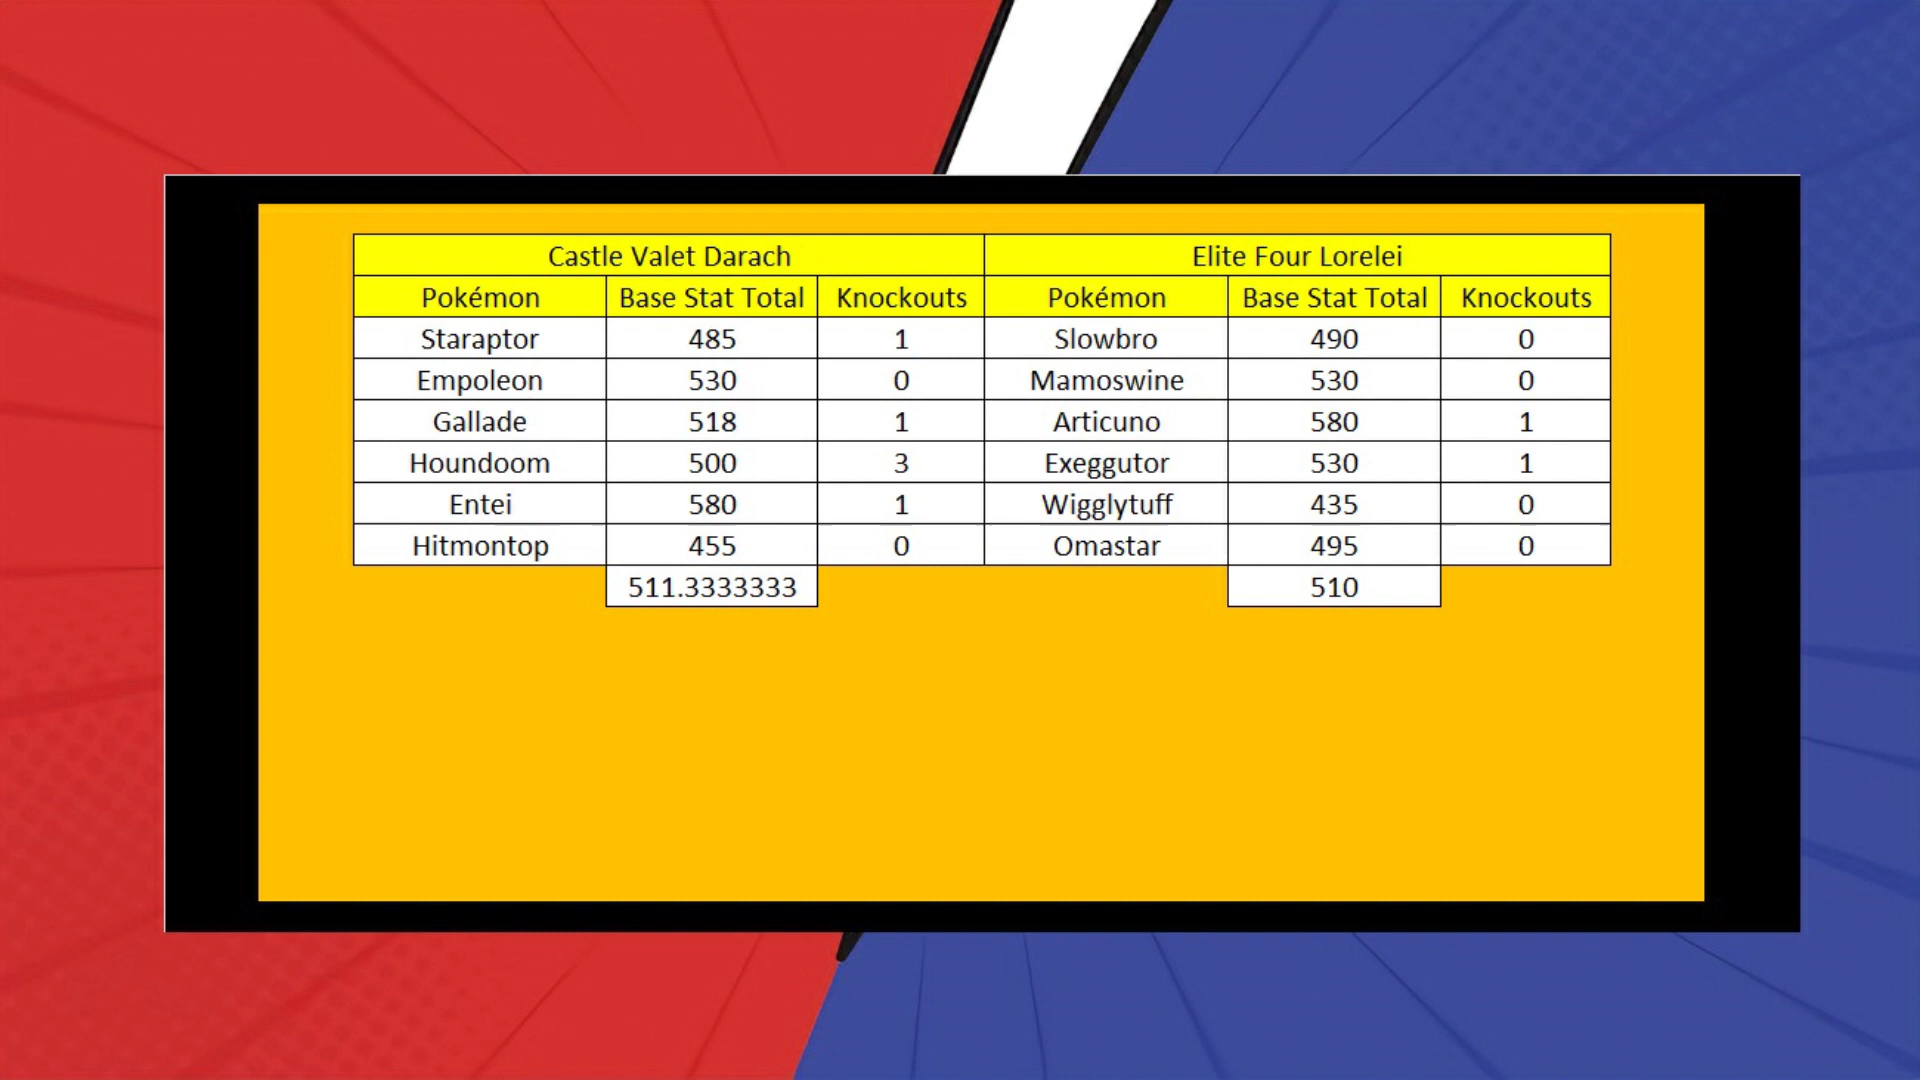 Castle Valet Darach Elite Four Lorelei
Pokémon Base Stat Total Knockouts Pokémon Base Stat Total Knockouts
Staraptor 485 1 Slowbro 490 0
Empoleon 530 0 Mamoswine 530 0
Gallade 518 1 Articuno 580 1
Houndoom 500 3 Exeggutor 530 1
Entei 580 1 Wigglytuff 435 0
Hitmontop 455 0 Omastar 495 0
511.3333333 510